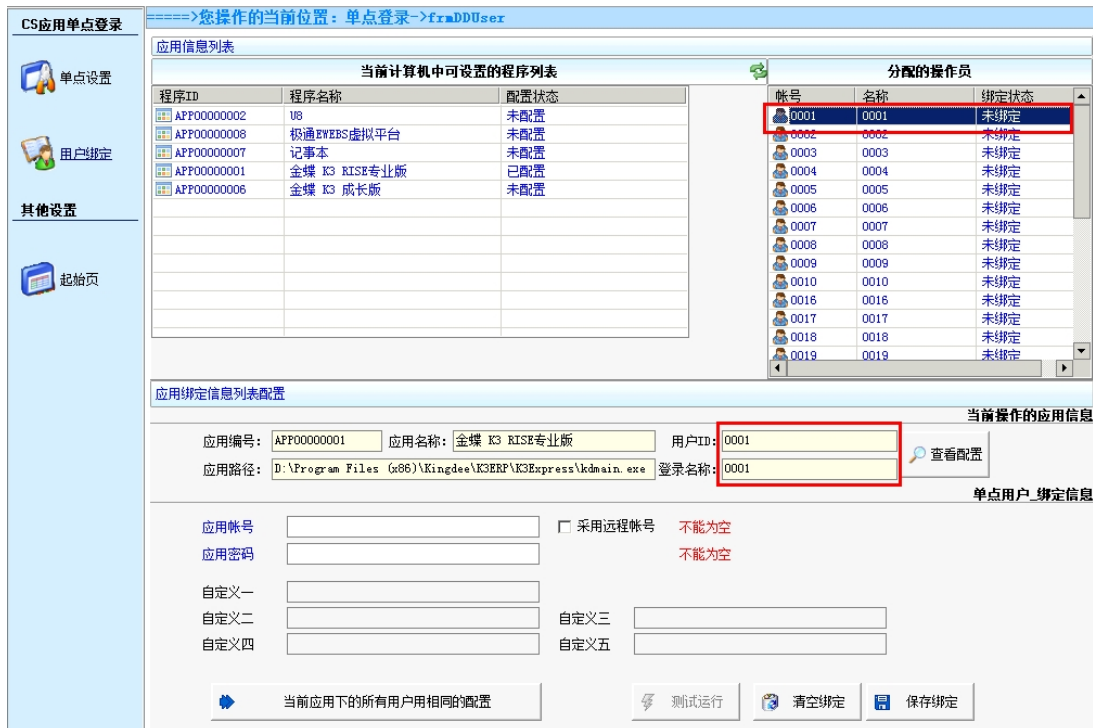 CS应用单点登录
单点设置
用户绑定
其他设置
起始页
=====>您操作的当前位置：单点登录->frmDDUser
应用信息列表
当前计算机中可设置的程序列表
程序ID 程序名称 配置状态
APP00000002 U8 未配置
APP00000008 极通EWEBS虚拟平台 未配置
APP00000007 记事本 未配置
APP00000001 金蝶 K3 RISE专业版 已配置
APP00000006 金蝶 K3 成长版 未配置
分配的操作员
帐号 名称 绑定状态
0001 0001 未绑定
0002 0002 未绑定
0003 0003 未绑定
0004 0004 未绑定
0005 0005 未绑定
0006 0006 未绑定
0007 0007 未绑定
0008 0008 未绑定
0009 0009 未绑定
0010 0010 未绑定
0016 0016 未绑定
0017 0017 未绑定
0018 0018 未绑定
0019 0019 未绑定
应用绑定信息列表配置
当前操作的应用信息
应用编号： APP00000001 应用名称： 金蝶 K3 RISE专业版 用户ID： 0001
应用路径： D:\Program Files (x86)\Kingdee\K3ERP\K3Express\kdmain.exe 登录名称： 0001
查看配置
单点用户_绑定信息
应用帐号 采用远程帐号 不能为空
应用密码 不能为空
自定义一
自定义二 自定义三
自定义四 自定义五
当前应用下的所有用户用相同的配置 测试运行 清空绑定 保存绑定